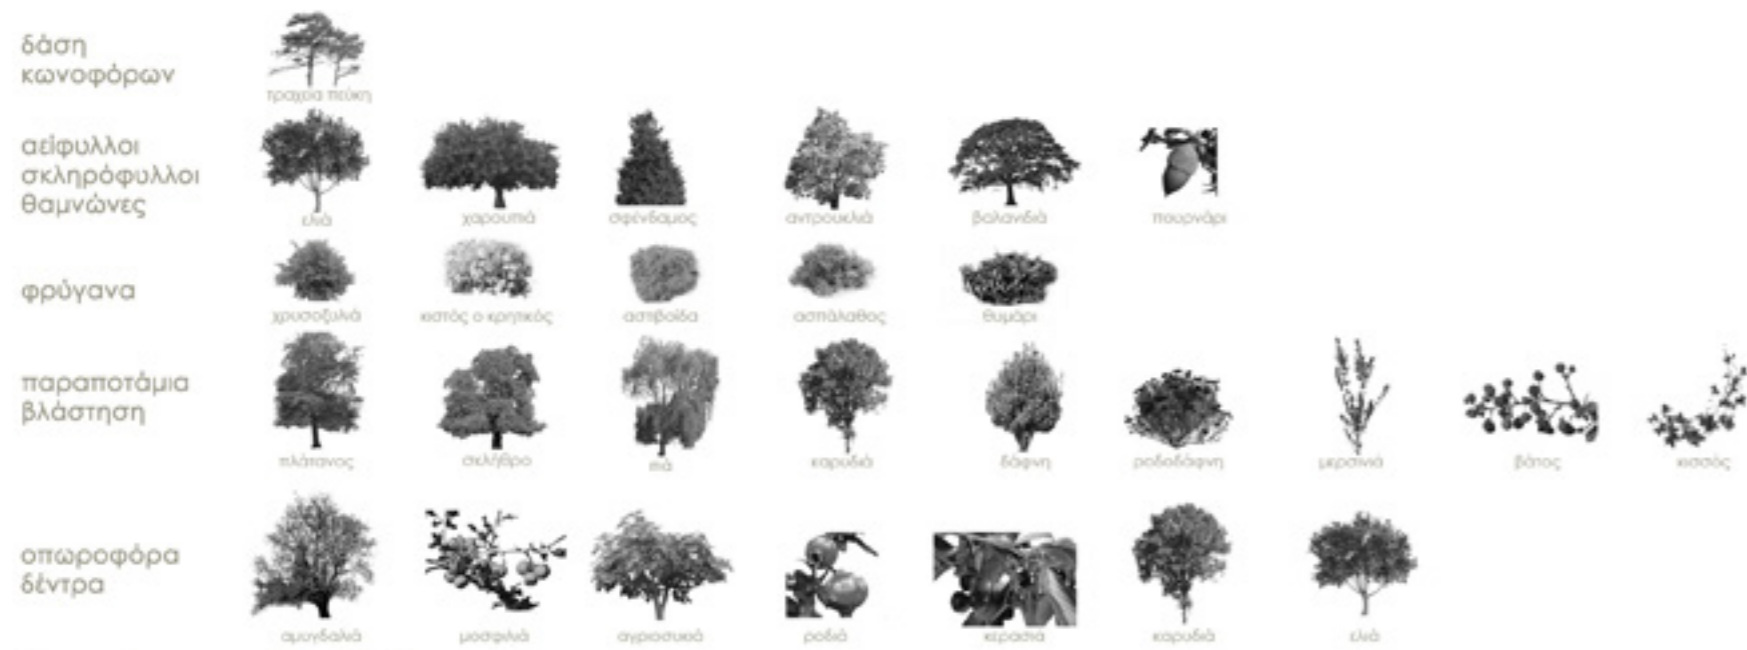 δάση
κωνοφόρων
τραχεία πεύκη
αείφυλλοι
σκληρόφυλλοι
θαμνώνες
ελιά χαρουπιά σφένδαμος αντρουκλιά βαλανιδιά πουρνάρι
φρύγανα
χρυσοξυλιά κιστός ο κρητικός αστιβοίδα ασπάλαθος θυμάρι
παραποτάμια
βλάστηση
πλάτανος σκλήθρο ιτιά καρυδιά δάφνη ροδοδάφνη μερσινιά βάτος κισσός
οπωροφόρα
δέντρα
αμυγδαλιά μοσφιλιά αγριοσυκιά ροδιά κερασιά καρυδιά ελιά